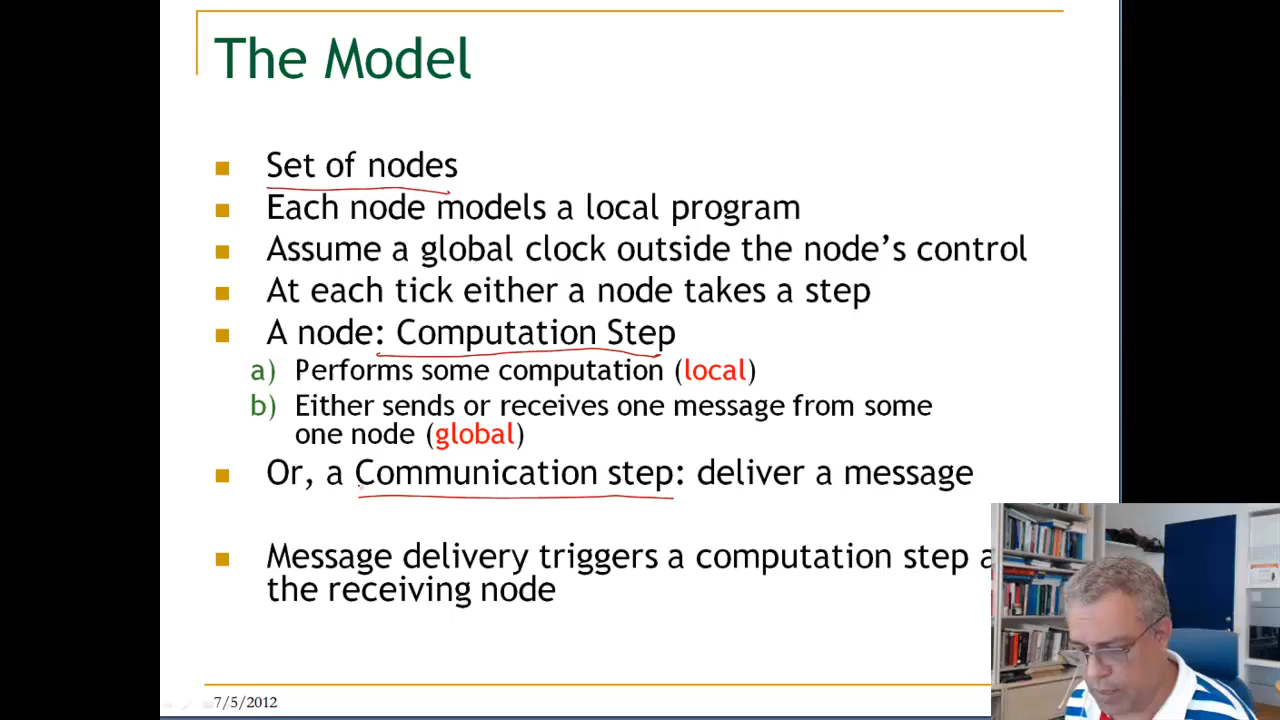 The Model
Set of nodes
Each node models a local program
Assume a global clock outside the node's control
At each tick either a node takes a step
A node: Computation Step
a) Performs some computation (local)
b) Either sends or receives one message from some
one node (global)
Or, a Communication step: deliver a message
Message delivery triggers a computation step
the receiving node
7/5/2012